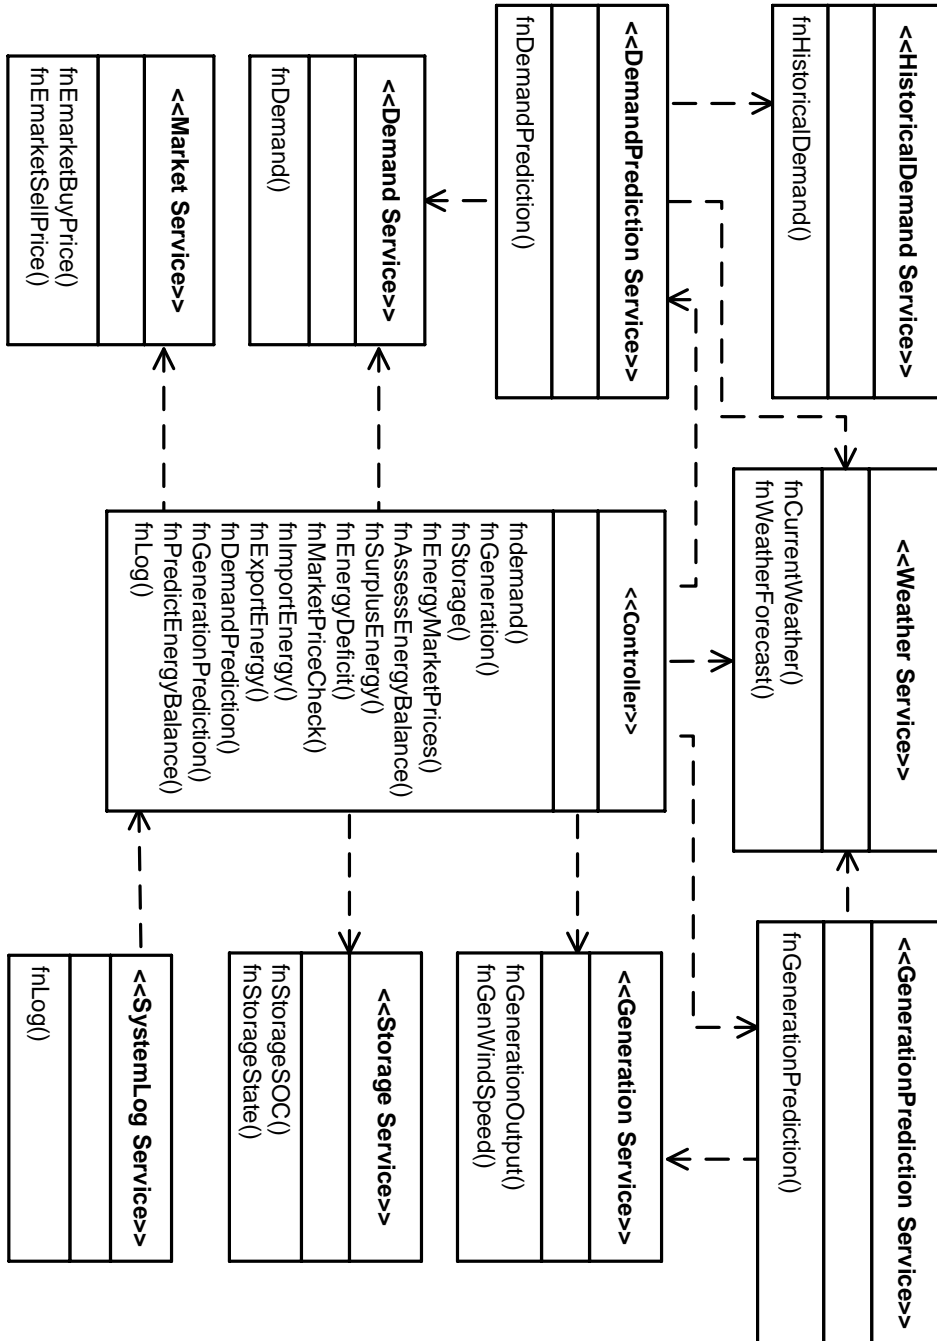 <<HistoricalDemand Service>>
fnHistoricalDemand()
<<Weather Service>>
fnCurrentWeather()
fnWeatherForecast()
<<GenerationPrediction Service>>
fnGenerationPrediction()
<<DemandPrediction Service>>
fnDemandPrediction()
<<Controller>>
fndemand()
fnGeneration()
fnStorage()
fnEnergyMarketPrices()
fnAssessEnergyBalance()
fnSurplusEnergy()
fnEnergyDeficit()
fnMarketPriceCheck()
fnImportEnergy()
fnExportEnergy()
fnDemandPrediction()
fnGenerationPrediction()
fnPredictEnergyBalance()
fnLog()
<<Generation Service>>
fnGenerationOutput()
fnGenWindSpeed()
<<Demand Service>>
fnDemand()
<<Storage Service>>
fnStorageSOC()
fnStorageState()
<<Market Service>>
fnEmarketBuyPrice()
fnEmarketSellPrice()
<<SystemLog Service>>
fnLog()